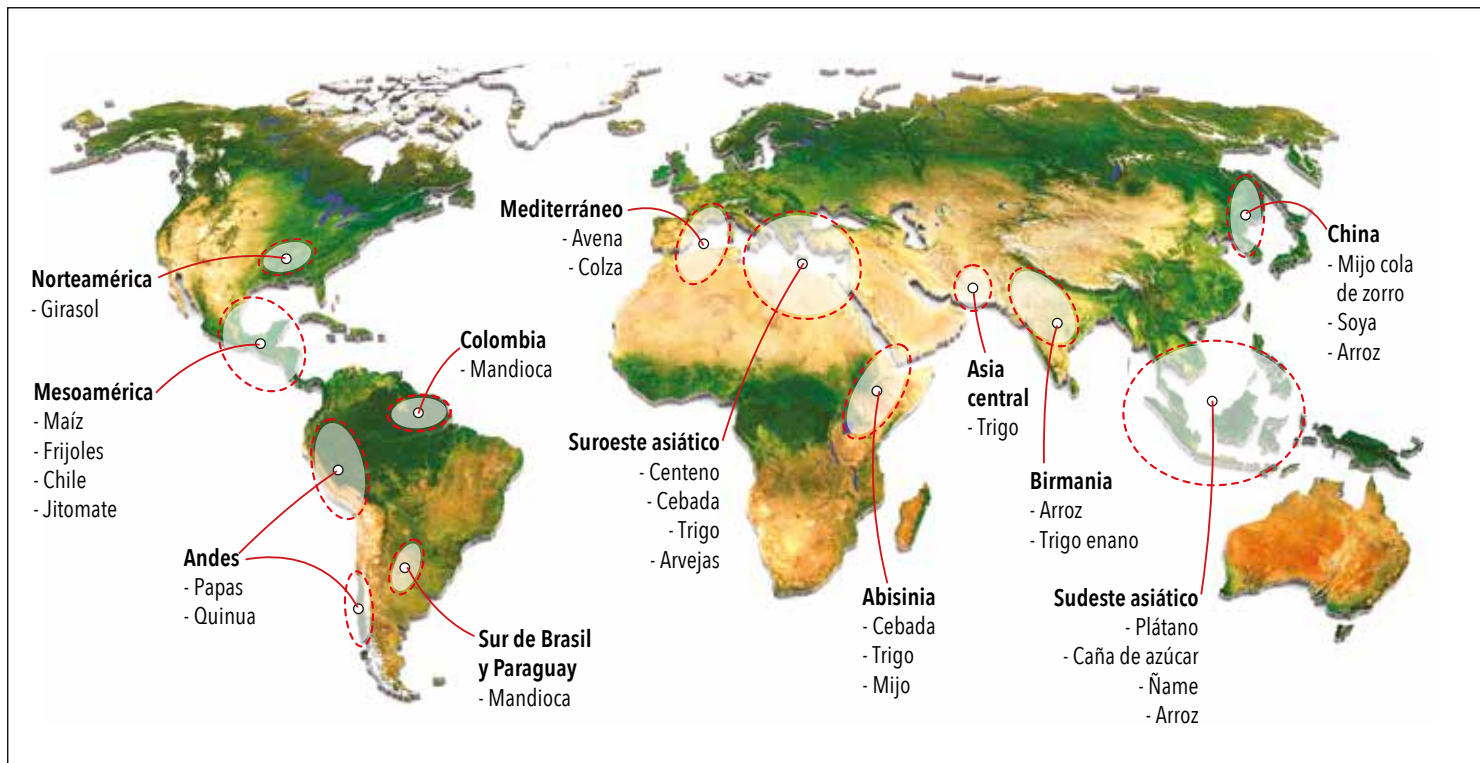 Norteamérica
- Girasol
Mesoamérica
- Maíz
- Frijoles
- Chile
- Jitomate
Colombia
- Mandioca
Andes
- Papas
- Quinua
Sur de Brasil
y Paraguay
- Mandioca
Mediterráneo
- Avena
- Colza
Suroeste asiático
- Centeno
- Cebada
- Trigo
- Arvejas
Abisinia
- Cebada
- Trigo
- Mijo
Asia
central
- Trigo
Birmania
- Arroz
- Trigo enano
China
- Mijo cola
de zorro
- Soya
- Arroz
Sudeste asiático
- Plátano
- Caña de azúcar
- Ñame
- Arroz